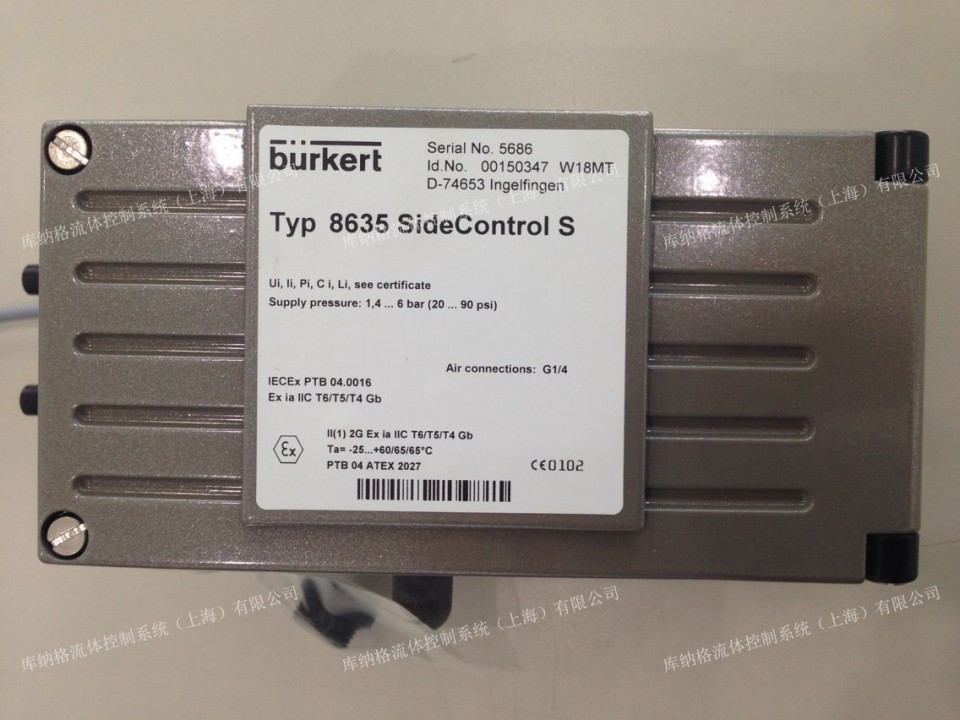 bürkert
Serial No. 5686
Id.No. 00150347 W18MT
D-74653 Ingelfingen
Typ 8635 SideControl S
Ui, Ii, Pi, C i, Li, see certificate
Supply pressure: 1,4 ... 6 bar (20 ... 90 psi)
Air connections: G1/4
IECEx PTB 04.0016
Ex ia IIC T6/T5/T4 Gb
Ex
II(1) 2G Ex ia IIC T6/T5/T4 Gb
Ta= -25...+60/65/65°C
PTB 04 ATEX 2027
CE0102
库纳格流体控制系统（上海）有限公司
库纳格流体控制系统（上海）有限公司
库纳格流体控制系统（上海）有限公司
库纳格流体控制系统（上海）有限公司
库纳格流体控制系统（上海）有限公司
库纳格流体控制系统（上海）有限公司